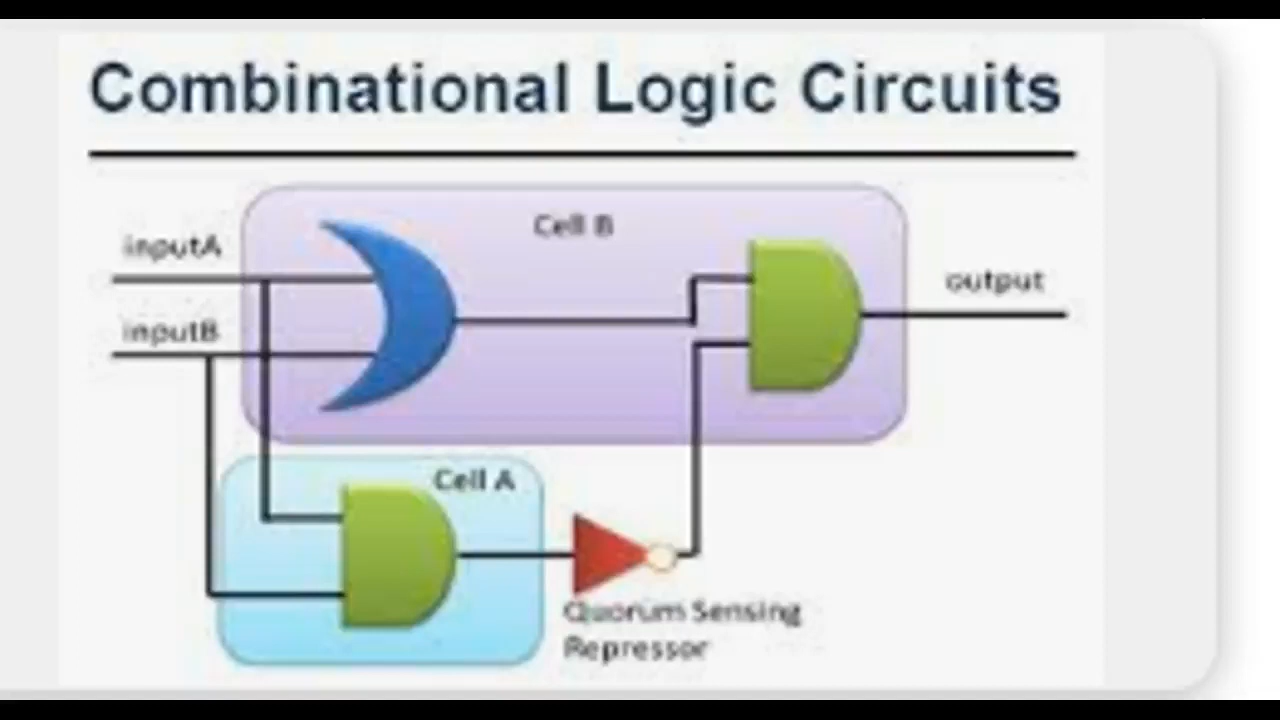 Combinational Logic Circuits
Cell B
inputA
output
inputB
Cell A
Quorum Sensing
Repressor